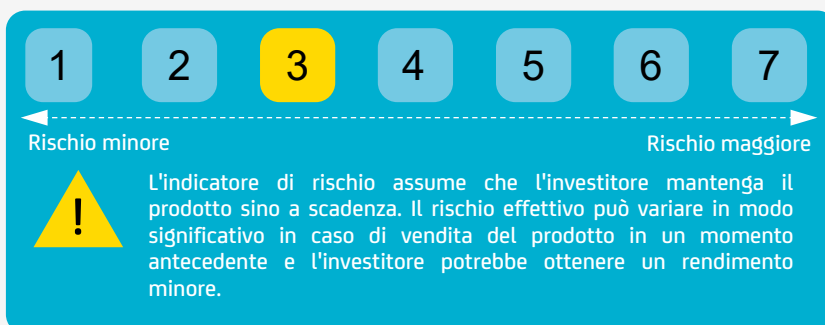 1 2 3 4 5 6 7
Rischio minore Rischio maggiore
! L'indicatore di rischio assume che l'investitore mantenga il
prodotto sino a scadenza. Il rischio effettivo può variare in modo
significativo in caso di vendita del prodotto in un momento
antecedente e l'investitore potrebbe ottenere un rendimento
minore.